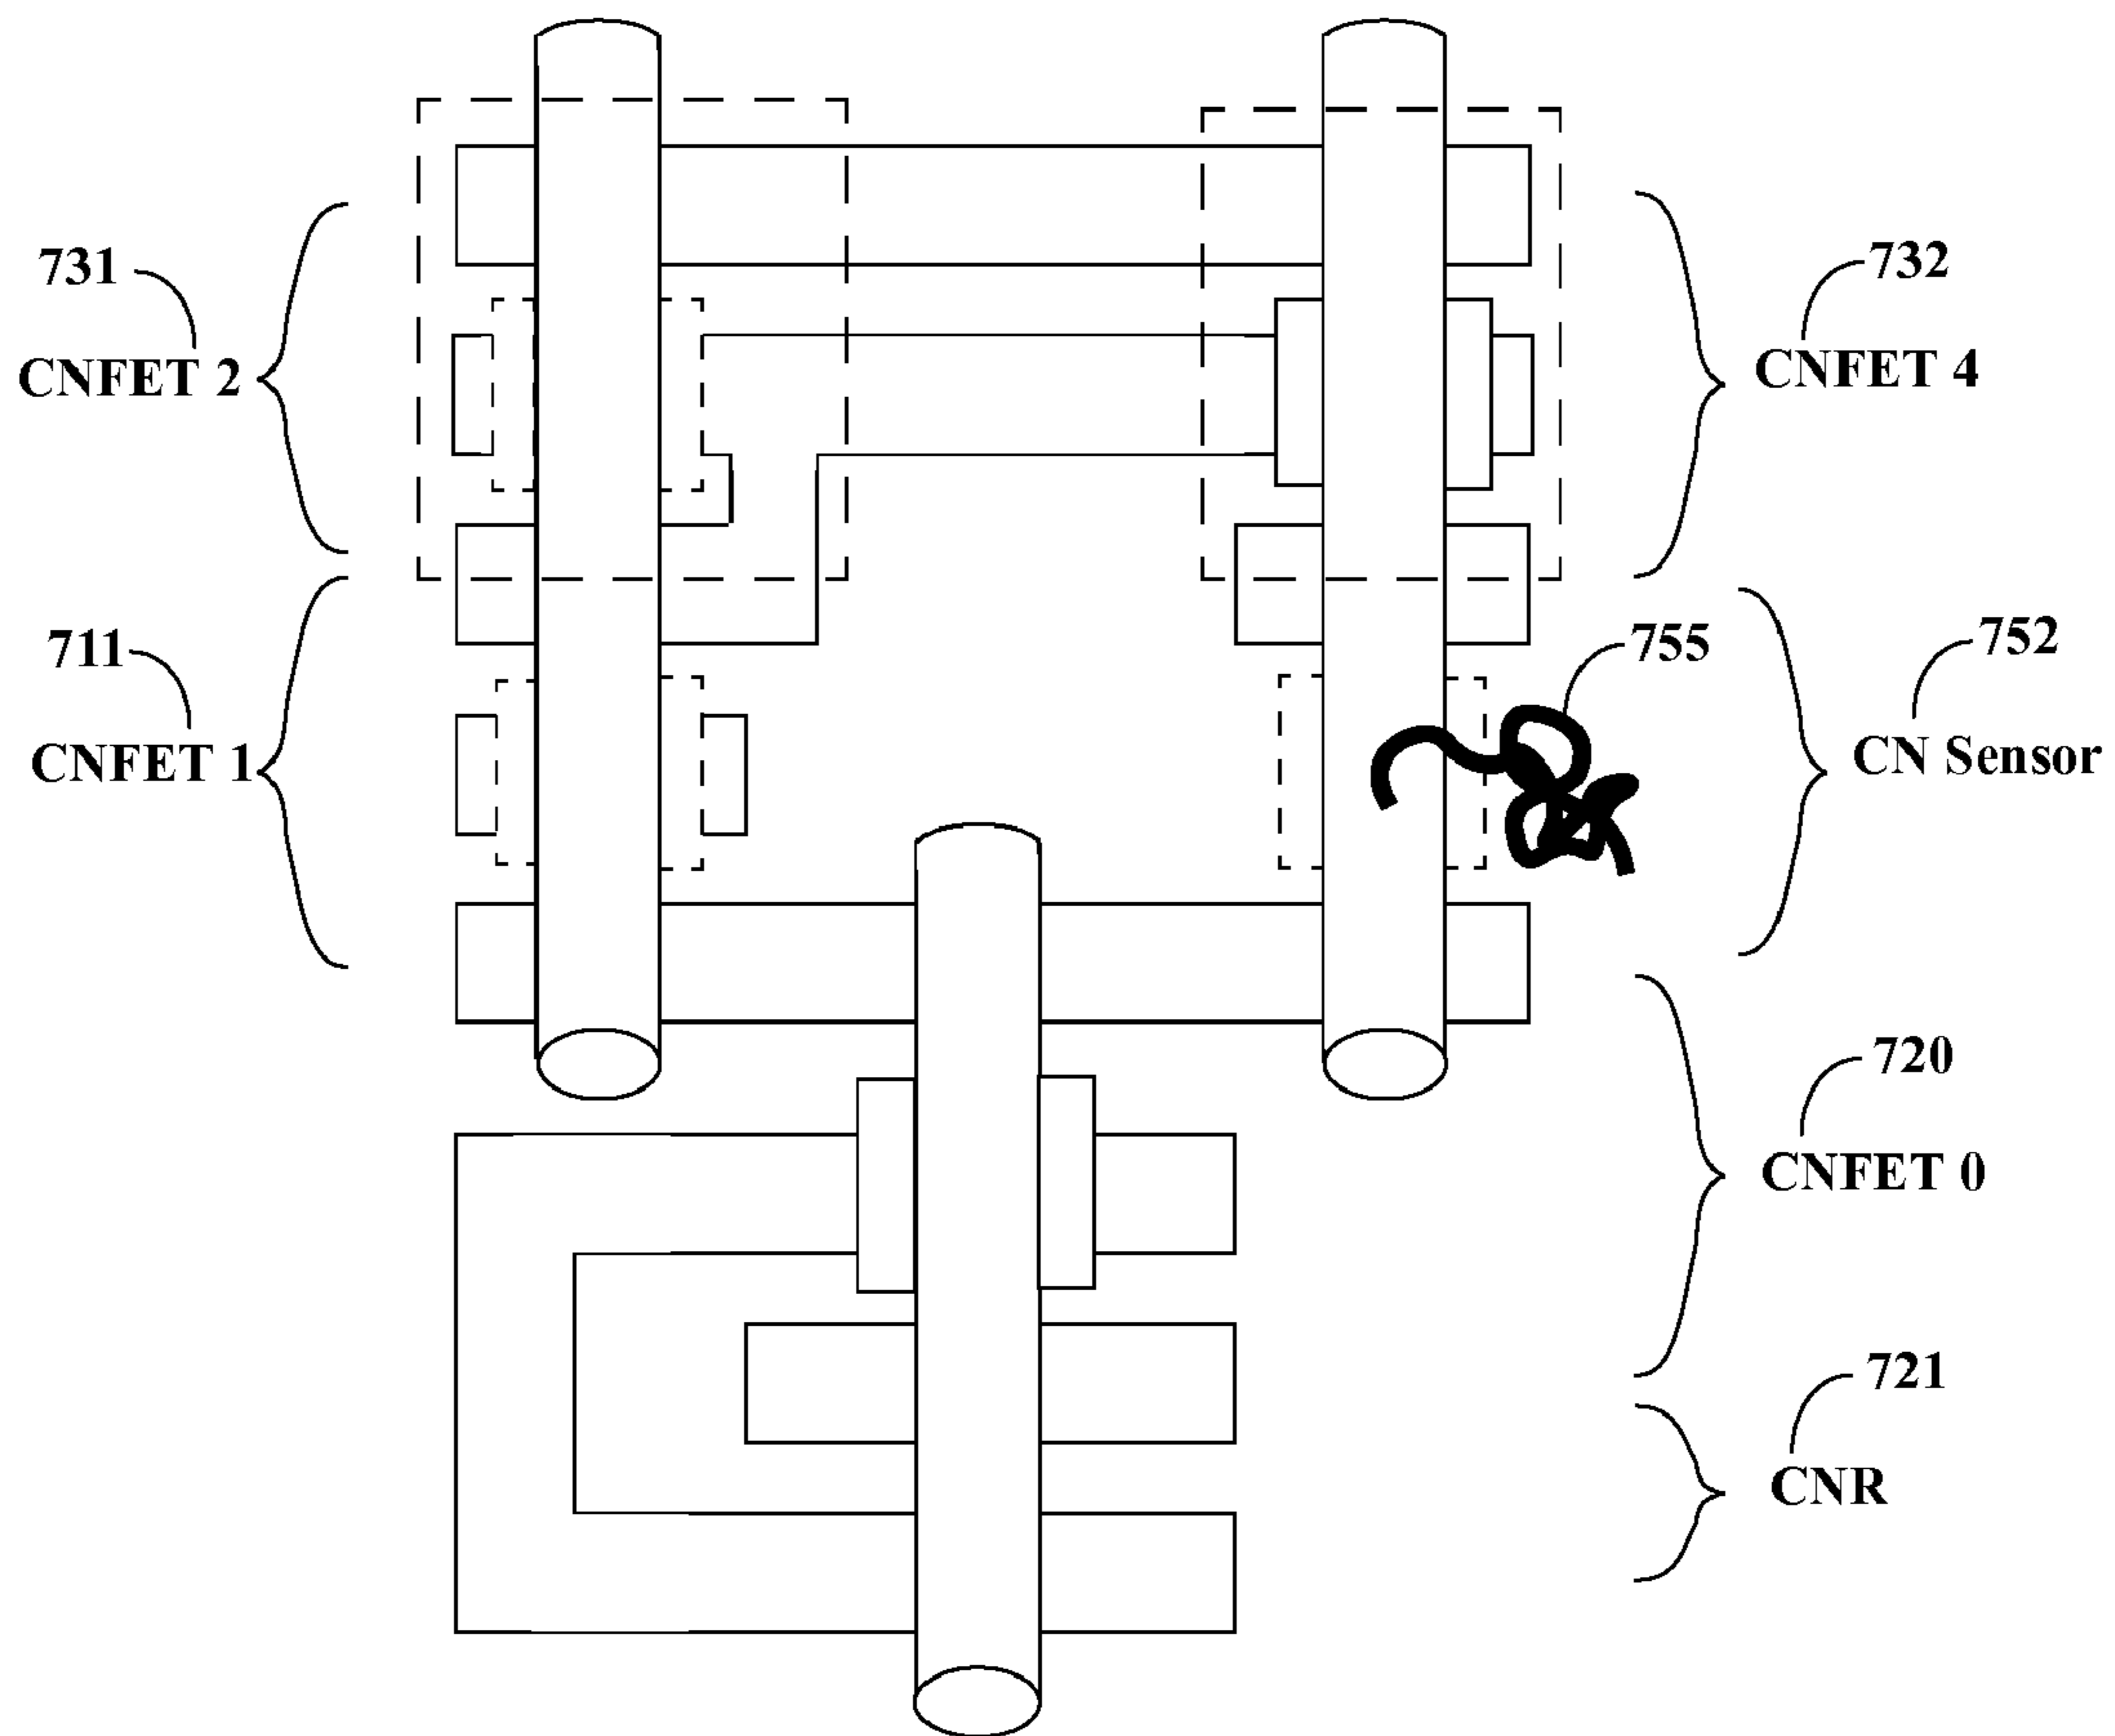 731
CNFET 2
732
CNFET 4
711
CNFET 1
755
752
CN Sensor
720
CNFET 0
721
CNR